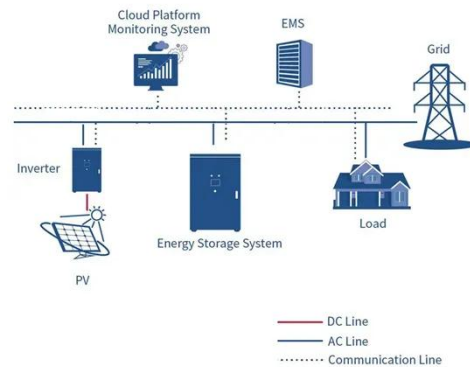 Cloud Platform
Monitoring System
EMS
Grid
Inverter
Energy Storage System
Load
PV
DC Line
AC Line
Communication Line